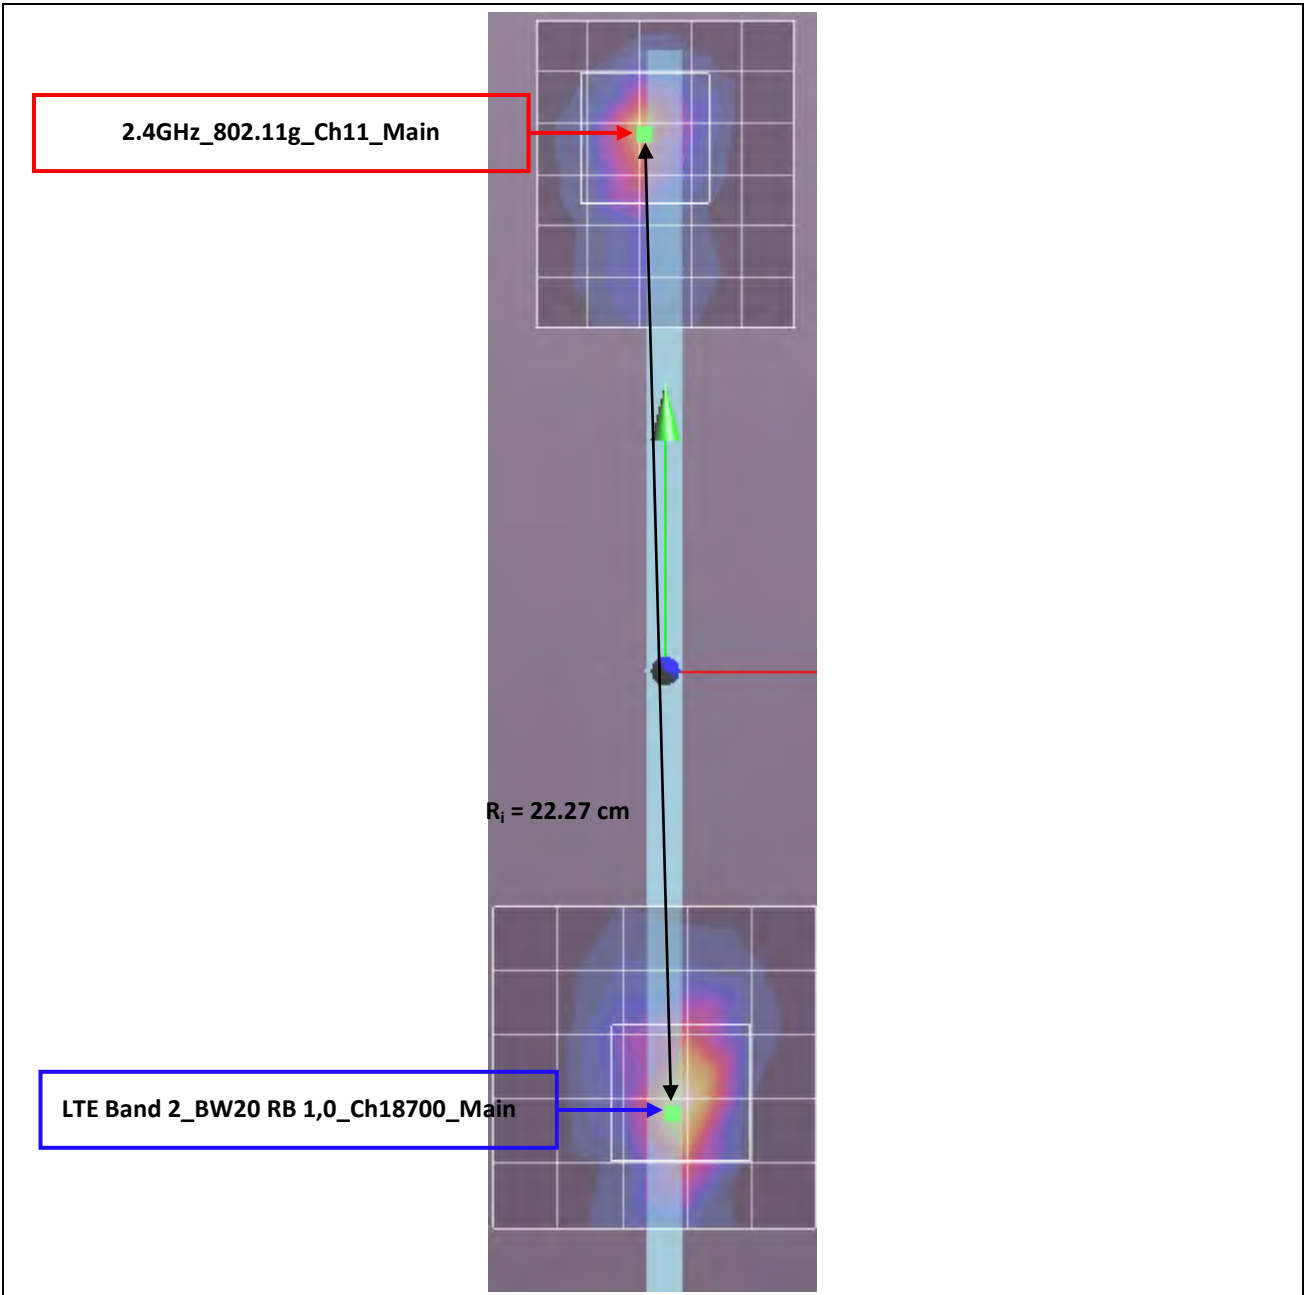 2.4GHz_802.11g_Ch11_Main
Rᵢ = 22.27 cm
LTE Band 2_BW20 RB 1,0_Ch18700_Main